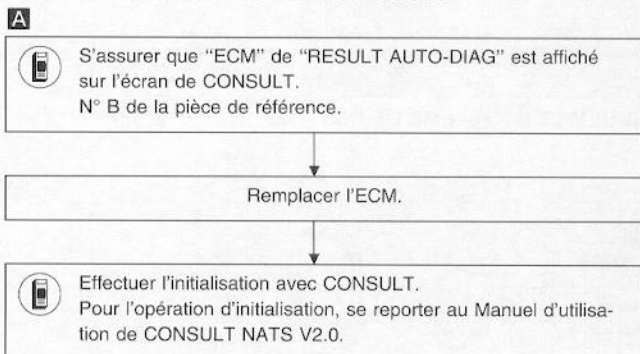 A
S'assurer que “ECM” de “RESULT AUTO-DIAG” est affiché
sur l'écran de CONSULT.
N° B de la pièce de référence.
Remplacer l'ECM.
Effectuer l'initialisation avec CONSULT.
Pour l'opération d'initialisation, se reporter au Manuel d'utilisa-
tion de CONSULT NATS V2.0.